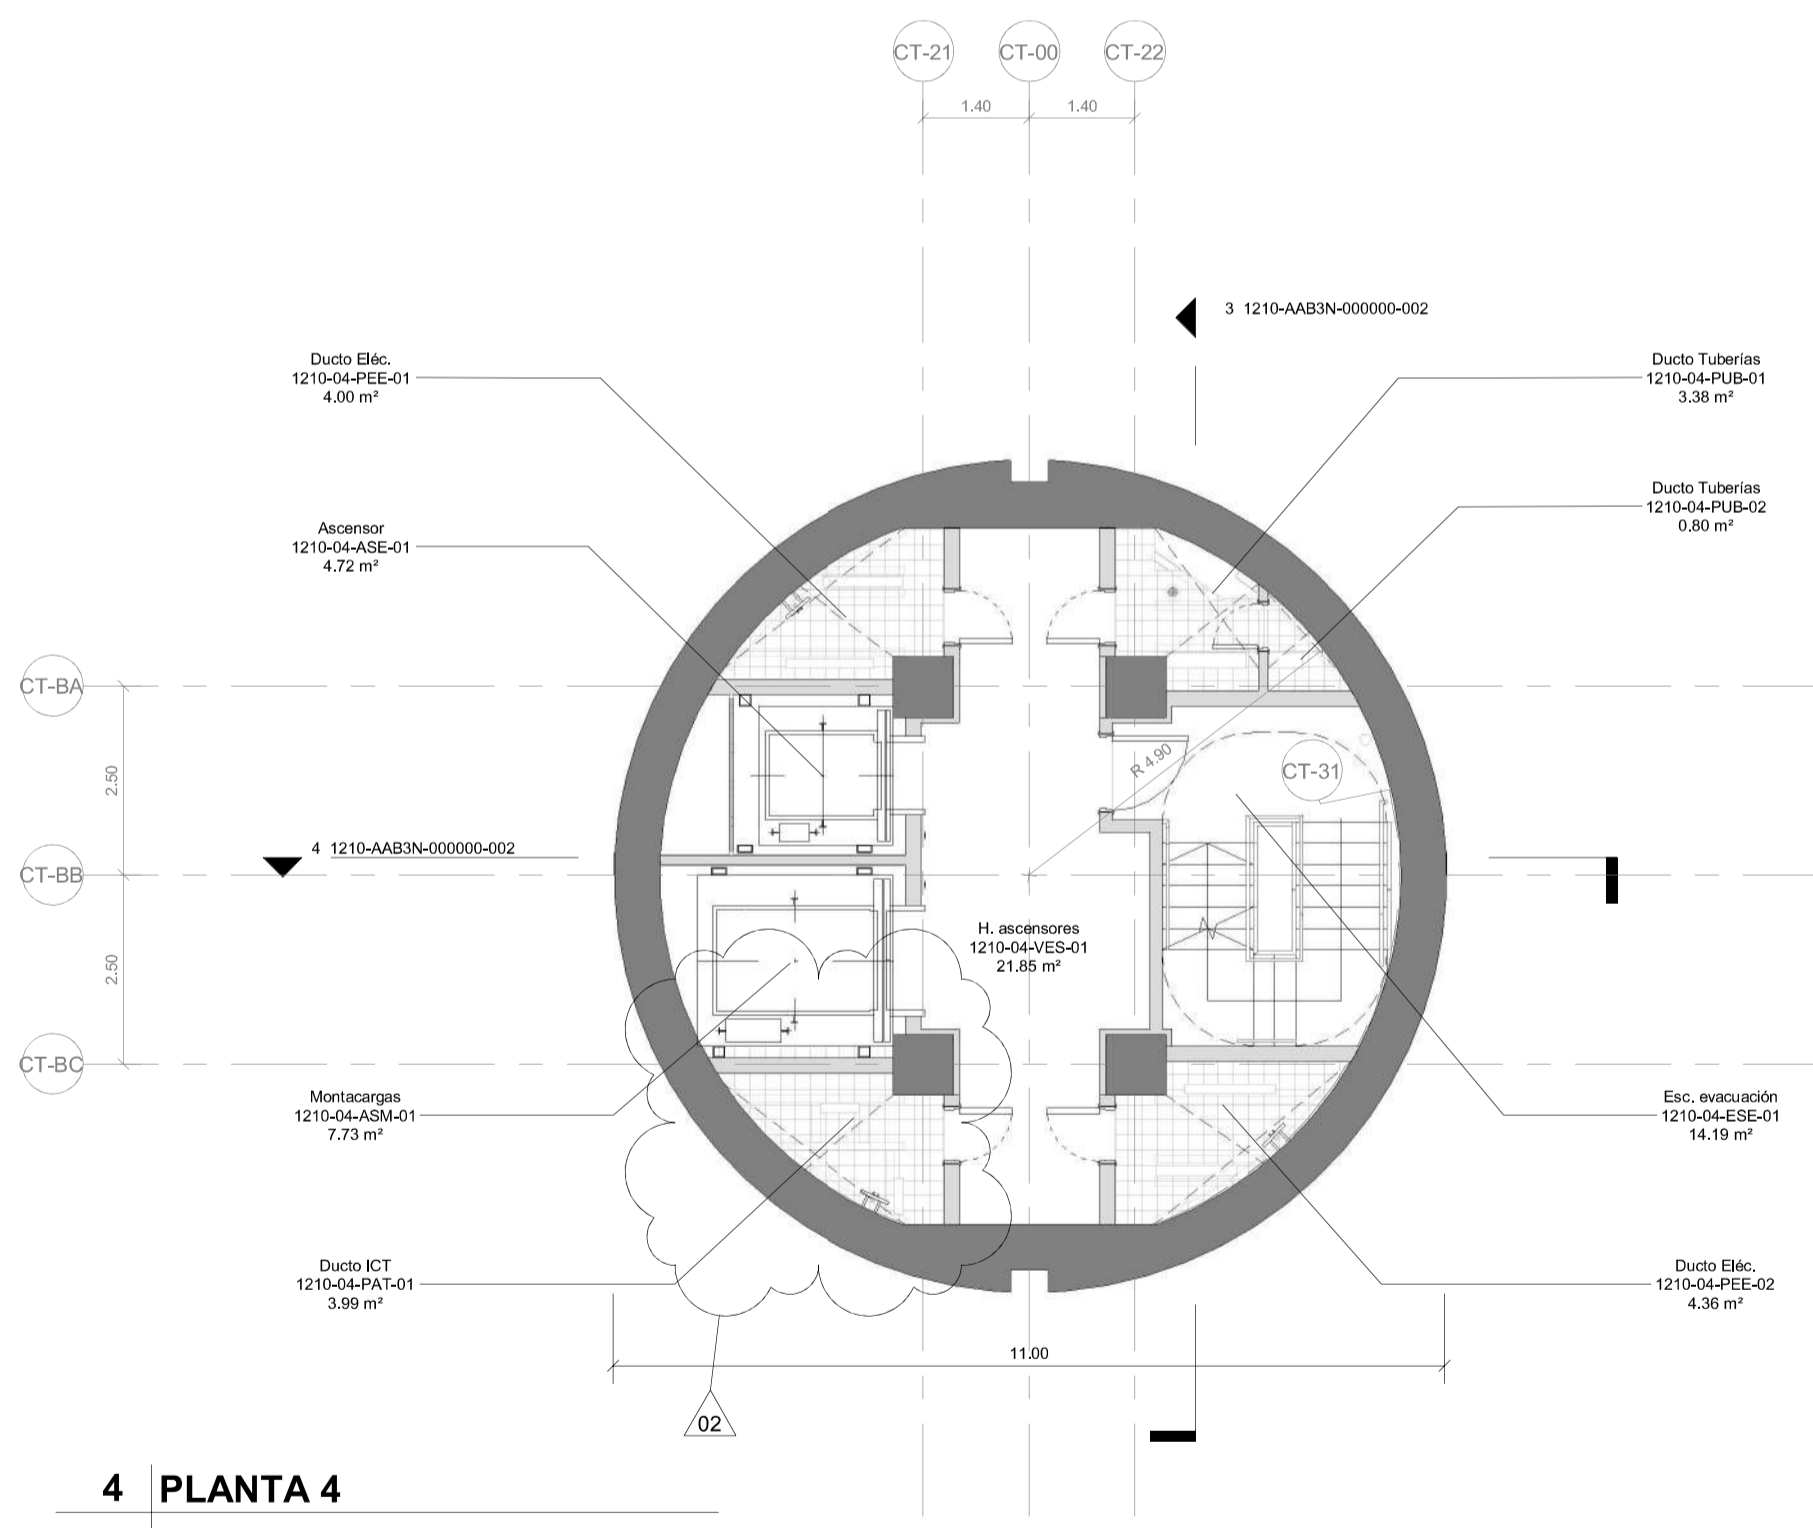 CT-21 CT-00 CT-22
1.40 1.40
3 1210-AAB3N-000000-002
Ducto Eléc.
1210-04-PEE-01
4.00 m²
Ducto Tuberías
1210-04-PUB-01
3.38 m²
Ducto Tuberías
1210-04-PUB-02
0.80 m²
Ascensor
1210-04-ASE-01
4.72 m²
CT-BA
2.50
R 4.90
CT-31
4 1210-AAB3N-000000-002
CT-BB
H. ascensores
1210-04-VES-01
21.85 m²
2.50
CT-BC
Montacargas
1210-04-ASM-01
7.73 m²
Esc. evacuación
1210-04-ESE-01
14.19 m²
Ducto ICT
1210-04-PAT-01
3.99 m²
Ducto Eléc.
1210-04-PEE-02
4.36 m²
11.00
02
4 PLANTA 4